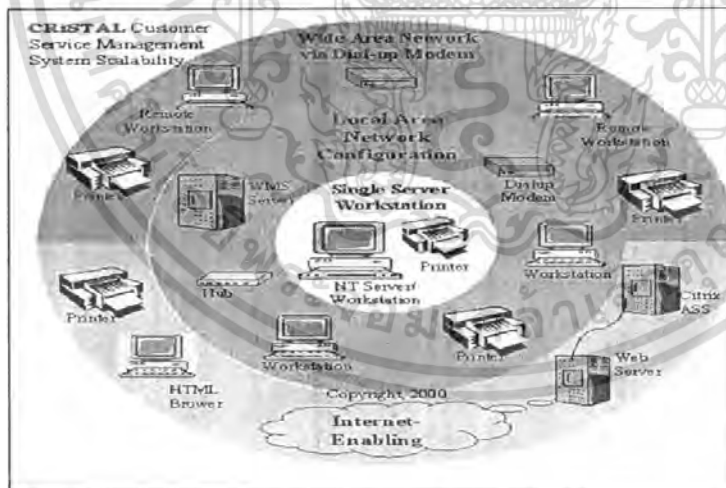 CRiSTAL Customer
Service Management
System Scalability
Wide Area Network
via Dial-up Modem
Remote
Workstation
Remote
Workstation
Local Area
Network
Configuration
Printer
WMS
Server
Single Server
Workstation
Dialup
Modem
Printer
Printer
NT Server/
Workstation
Workstation
Citrix
ASS
Printer
Hub
Workstation
Printer
Web
Server
HTML
Brower
Copyright, 2000
Internet-
Enabling